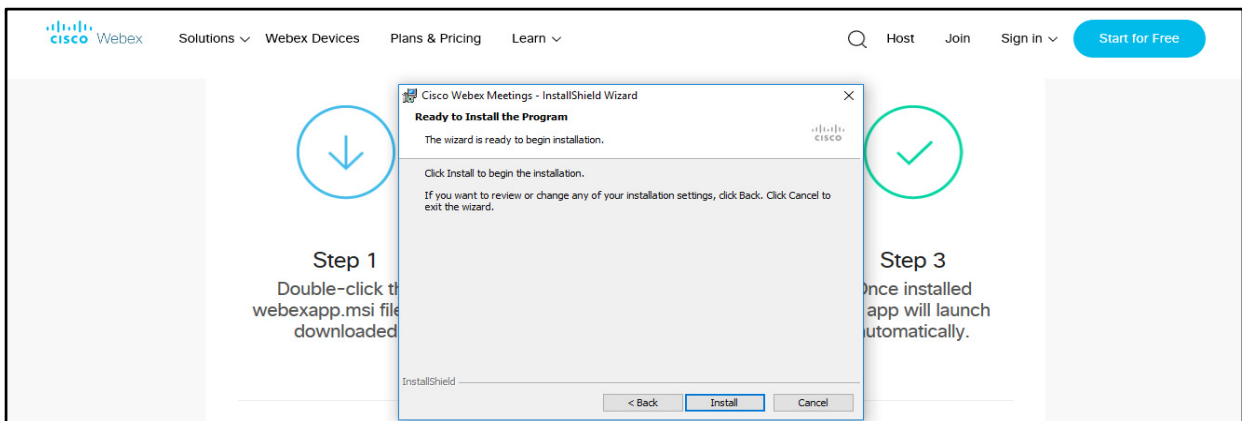 CISCO Webex Solutions Webex Devices Plans & Pricing Learn Host Join Sign in Start for Free
Cisco Webex Meetings - InstallShield Wizard
Ready to Install the Program
The wizard is ready to begin installation.
CISCO
Click Install to begin the installation.
If you want to review or change any of your installation settings, click Back. Click Cancel to
exit the wizard.
InstallShield
< Back Install Cancel
Step 1
Double-click
webexapp.msi
downloaded
Step 3
installed
app will launch